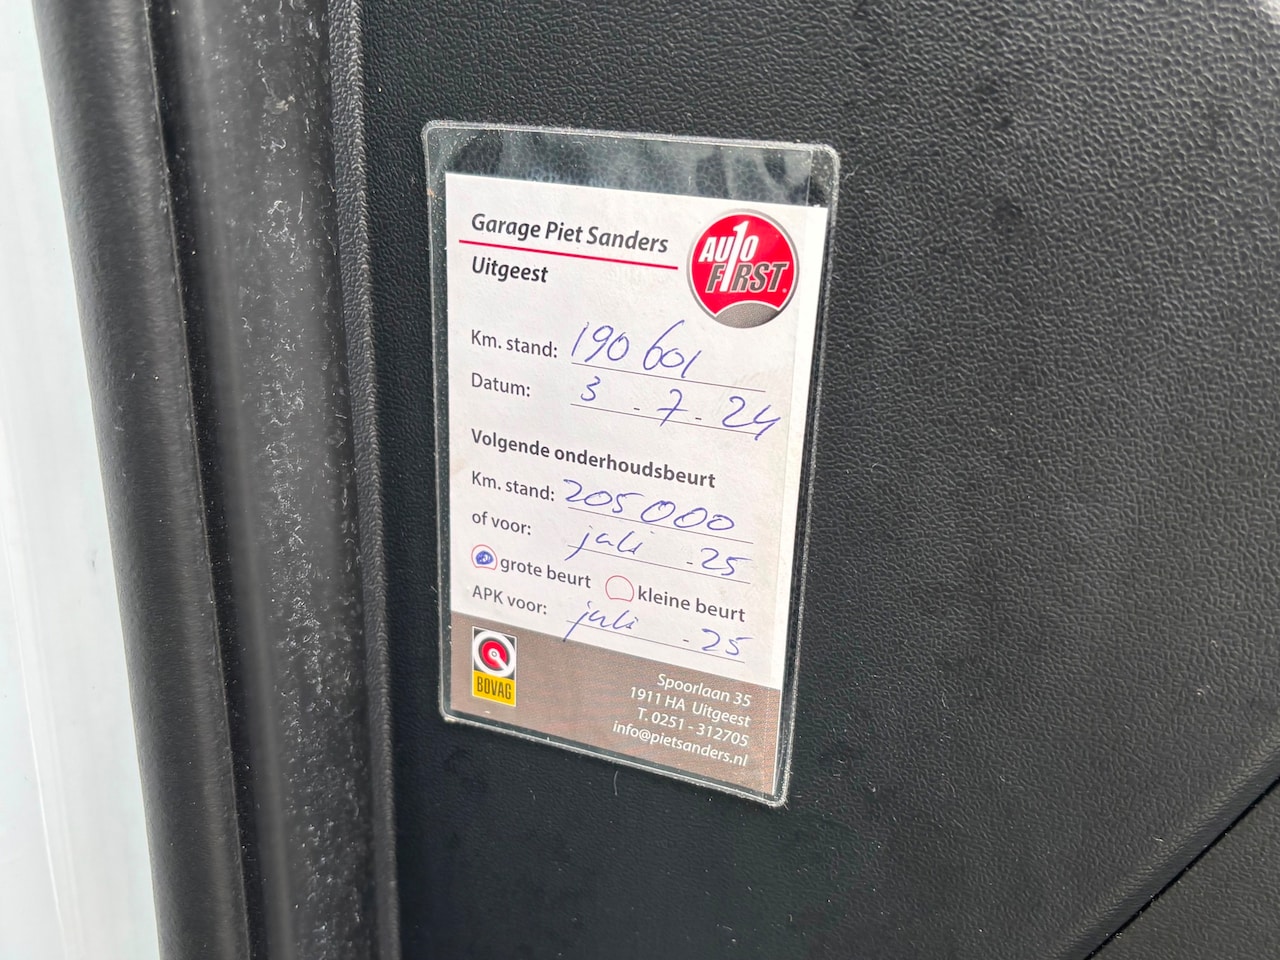 Garage Piet Sanders
Uitgeest
AUTO FIRST
Km. stand: 190 601
Datum: 3 - 7 - 24
Volgende onderhoudsbeurt
Km. stand: 205 000
of voor: juli - 25
grote beurt kleine beurt
APK voor: juli - 25
BOVAG
Spoorlaan 35
1911 HA Uitgeest
T. 0251 - 312705
info@pietsanders.nl